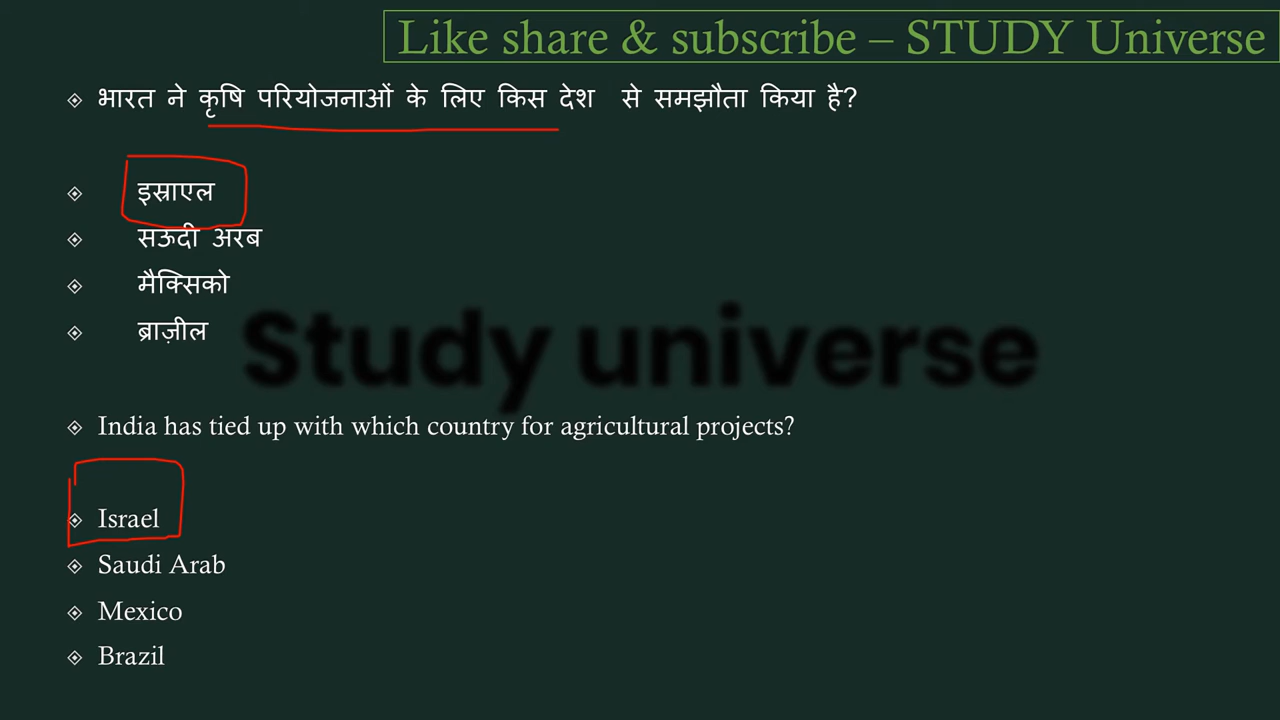 Like share & subscribe – STUDY Universe
भारत ने कृषि परियोजनाओं के लिए किस देश से समझौता किया है?
इस्राएल
सऊदी अरब
मैक्सिको
ब्राज़ील
Study universe
India has tied up with which country for agricultural projects?
Israel
Saudi Arab
Mexico
Brazil